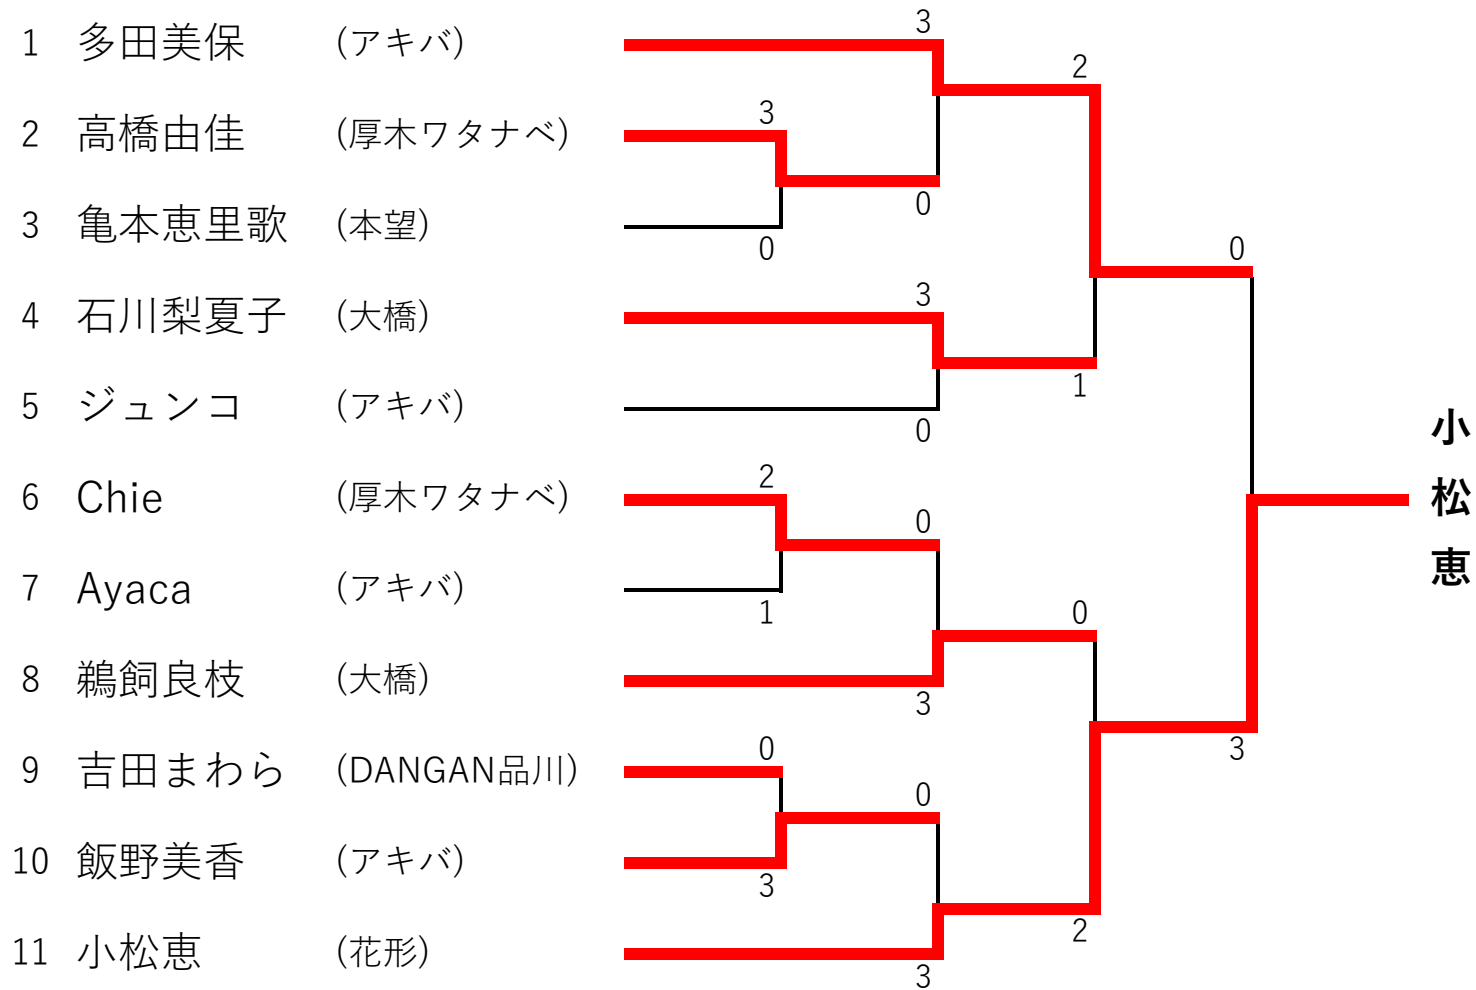 1 多田美保 (アキバ)
2 高橋由佳 (厚木ワタナベ)
3 亀本恵里歌 (本望)
4 石川梨夏子 (大橋)
5 ジュンコ (アキバ)
6 Chie (厚木ワタナベ)
7 Ayaca (アキバ)
8 鵜飼良枝 (大橋)
9 吉田まわら (DANGAN品川)
10 飯野美香 (アキバ)
11 小松恵 (花形)
3
0
2
1
0
3
3
0
3
0
2
0
1
0
3
0
0
3
2
3
小松恵